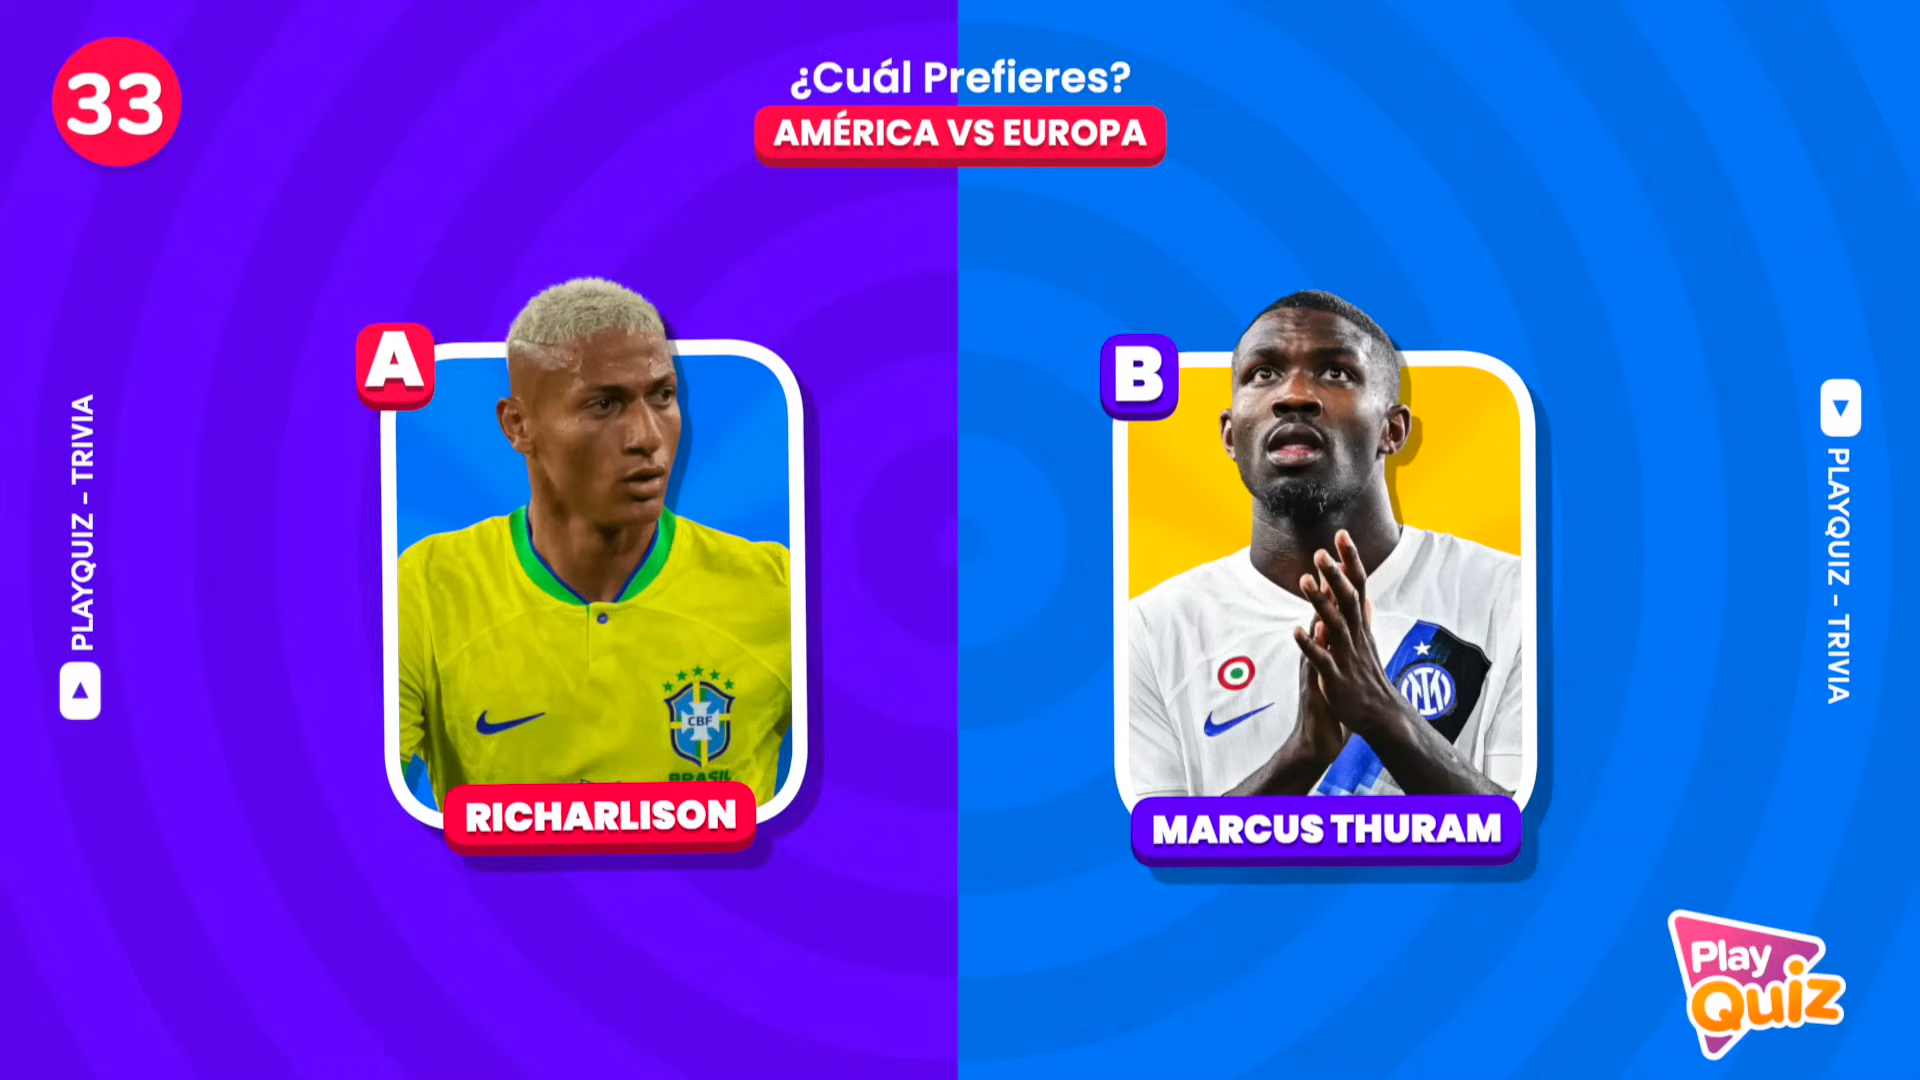 33
¿Cuál Prefieres?
AMÉRICA VS EUROPA
A
B
CBF
BRASIL
RICHARLISON
MARCUS THURAM
PLAYQUIZ - TRIVIA
PLAYQUIZ - TRIVIA
Play
Quiz